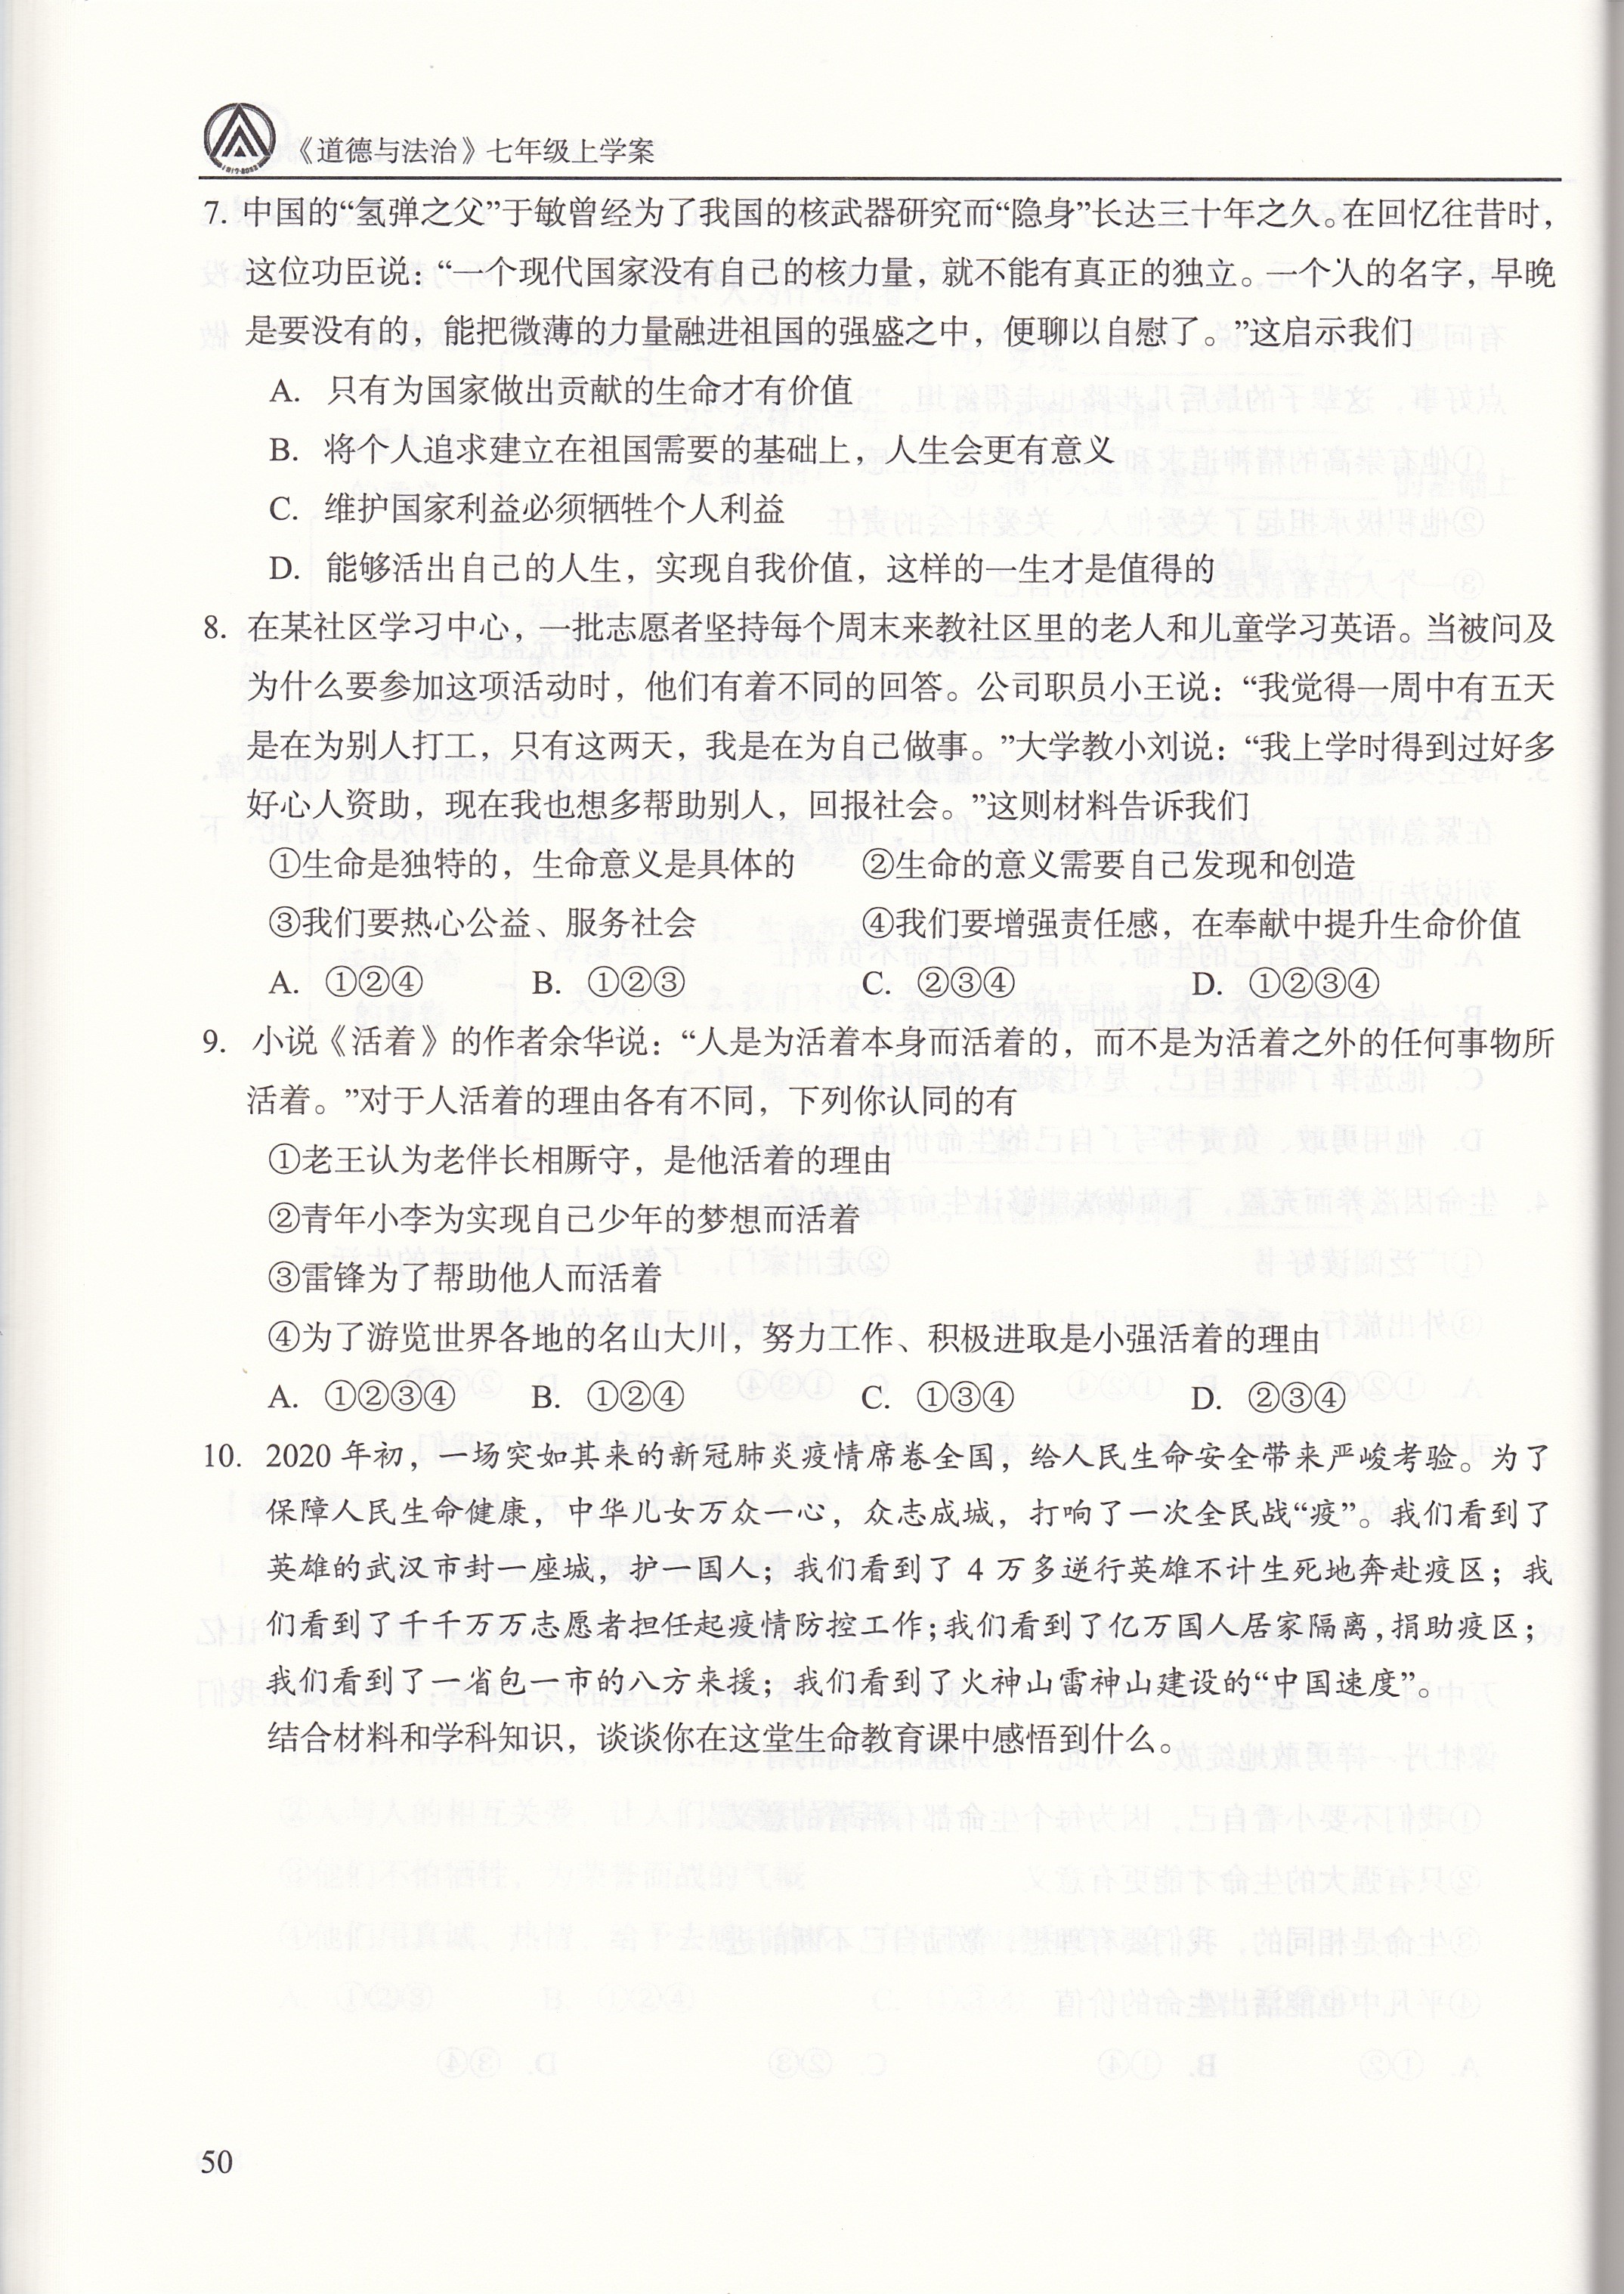 《道德与法治》七年级上学案
7. 中国的“氢弹之父”于敏曾经为了我国的核武器研究而“隐身”长达三十年之久。在回忆往昔时，
这位功臣说：“一个现代国家没有自己的核力量，就不能有真正的独立。一个人的名字，早晚
是要没有的，能把微薄的力量融进祖国的强盛之中，便聊以自慰了。”这启示我们
A. 只有为国家做出贡献的生命才有价值
B. 将个人追求建立在祖国需要的基础上，人生会更有意义
C. 维护国家利益必须牺牲个人利益
D. 能够活出自己的人生，实现自我价值，这样的一生才是值得的
8. 在某社区学习中心，一批志愿者坚持每个周末来教社区里的老人和儿童学习英语。当被问及
为什么要参加这项活动时，他们有着不同的回答。公司职员小王说：“我觉得一周中有五天
是在为别人打工，只有这两天，我是在为自己做事。”大学教小刘说：“我上学时得到过好多
好心人资助，现在我也想多帮助别人，回报社会。”这则材料告诉我们
①生命是独特的，生命意义是具体的 ②生命的意义需要自己发现和创造
③我们要热心公益、服务社会 ④我们要增强责任感，在奉献中提升生命价值
A. ①②④ B. ①②③ C. ②③④ D. ①②③④
9. 小说《活着》的作者余华说：“人是为活着本身而活着的，而不是为活着之外的任何事物所
活着。”对于人活着的理由各有不同，下列你认同的有
①老王认为老伴长相厮守，是他活着的理由
②青年小李为实现自己少年的梦想而活着
③雷锋为了帮助他人而活着
④为了游览世界各地的名山大川，努力工作、积极进取是小强活着的理由
A. ①②③④ B. ①②④ C. ①③④ D. ②③④
10. 2020 年初，一场突如其来的新冠肺炎疫情席卷全国，给人民生命安全带来严峻考验。为了
保障人民生命健康，中华儿女万众一心，众志成城，打响了一次全民战“疫”。我们看到了
英雄的武汉市封一座城，护一国人；我们看到了 4 万多逆行英雄不计生死地奔赴疫区；我
们看到了千千万万志愿者担任起疫情防控工作；我们看到了亿万国人居家隔离，捐助疫区；
我们看到了一省包一市的八方来援；我们看到了火神山雷神山建设的“中国速度”。
结合材料和学科知识，谈谈你在这堂生命教育课中感悟到什么。
50